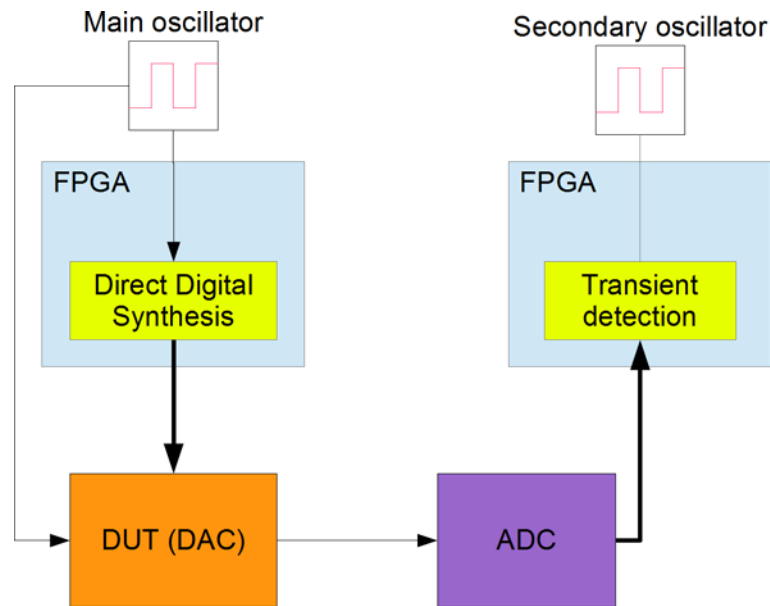 Main oscillator
Secondary oscillator
FPGA
FPGA
Direct Digital
Synthesis
Transient
detection
DUT (DAC)
ADC